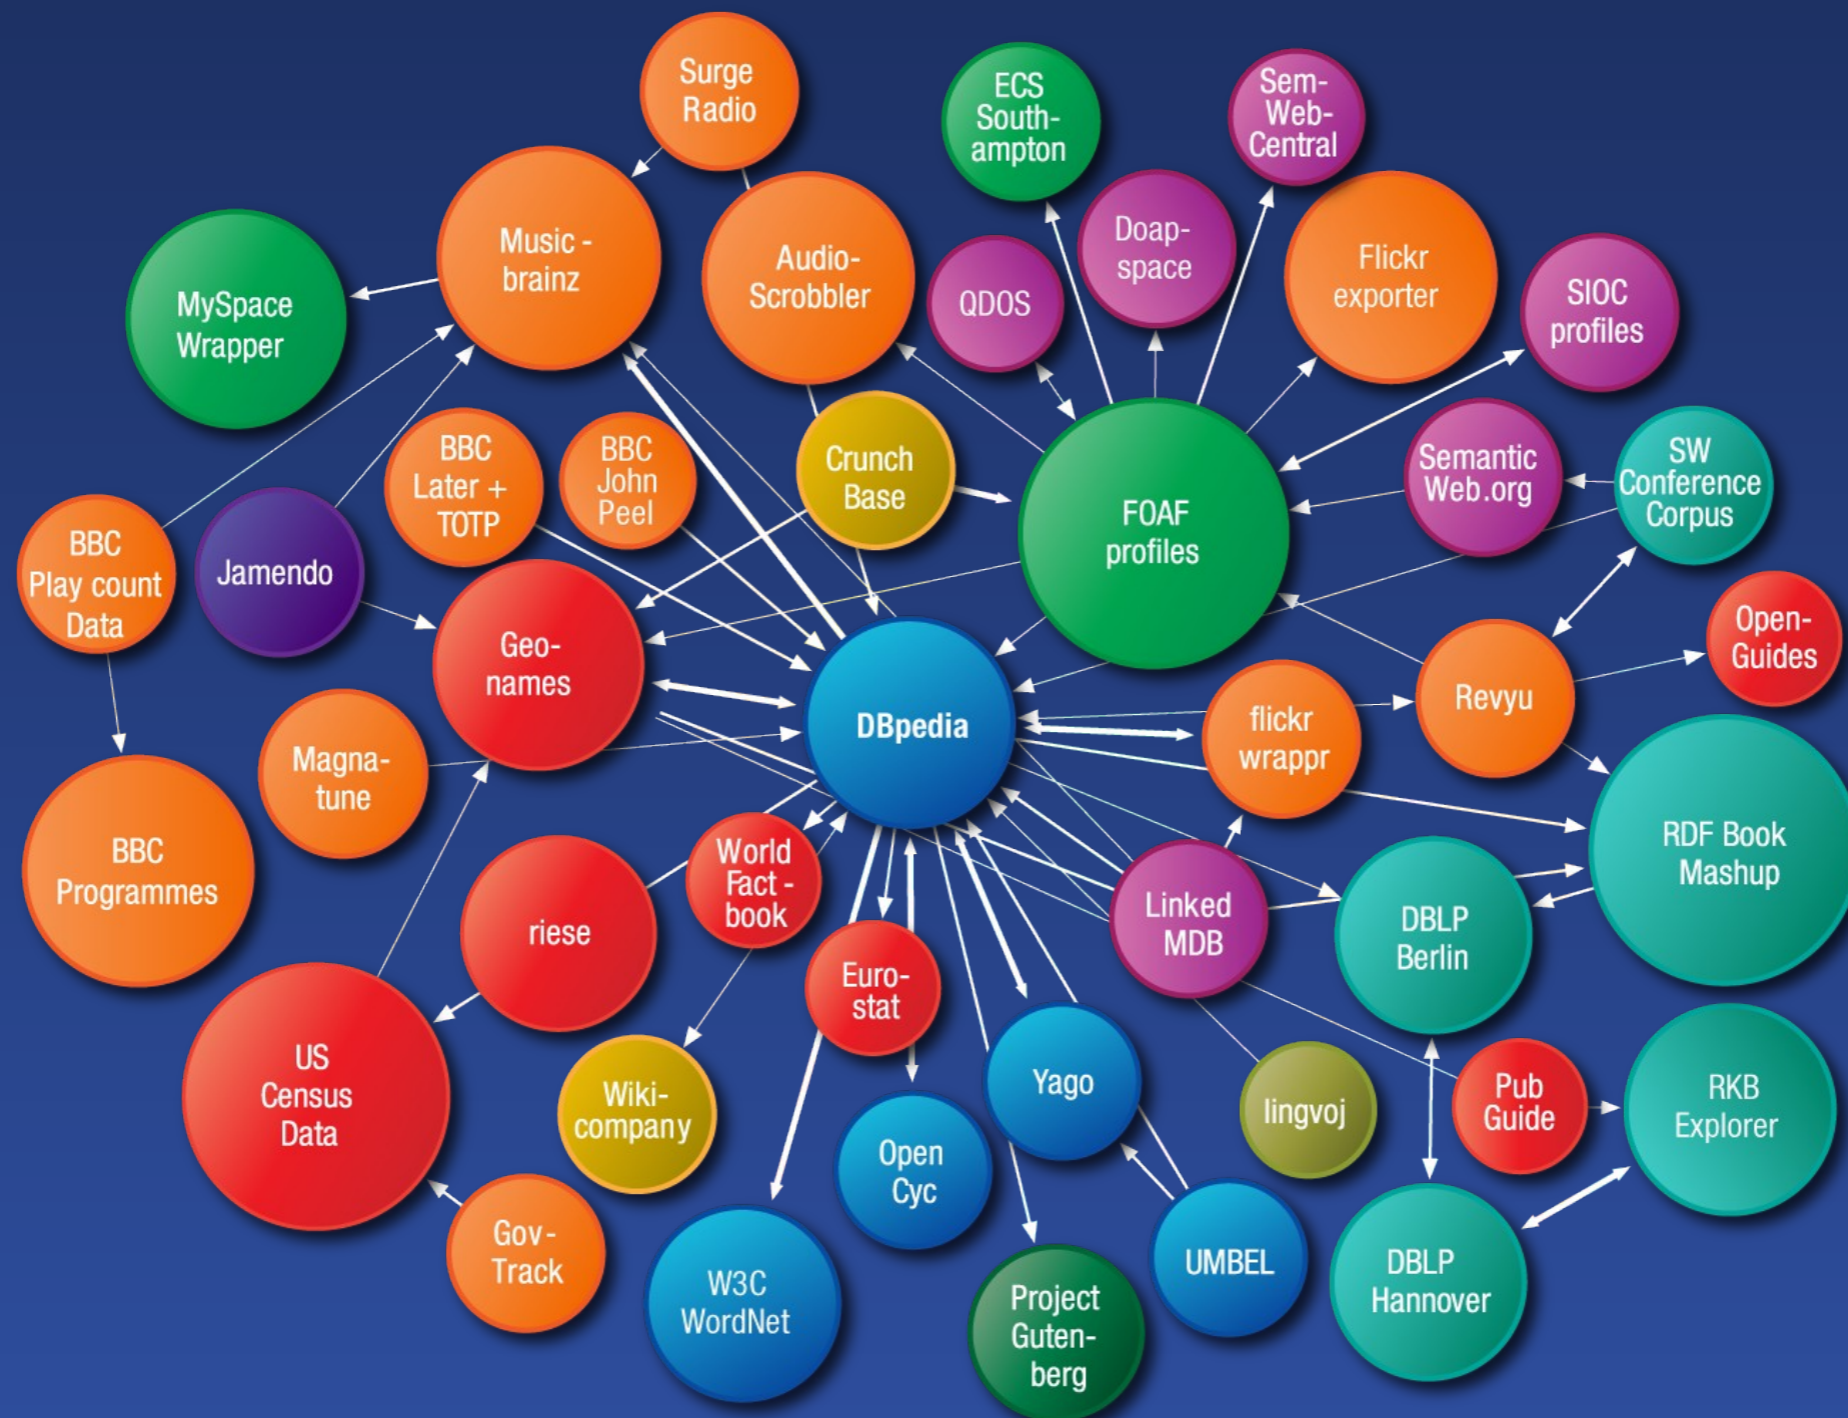 Surge
Radio
ECS
South-
ampton
Sem-
Web-
Central
Music -
brainz
Audio-
Scrobbler
QDOS
Doap-
space
Flickr
exporter
SIOC
profiles
MySpace
Wrapper
BBC
Later +
TOTP
BBC
John
Peel
Crunch
Base
FOAF
profiles
Semantic
Web.org
SW
Conference
Corpus
BBC
Play count
Data
Jamendo
Geo-
names
DBpedia
flickr
wrappr
Revyu
Open-
Guides
Magna-
tune
BBC
Programmes
riese
World
Fact -
book
Euro-
stat
Linked
MDB
DBLP
Berlin
RDF Book
Mashup
US
Census
Data
Wiki-
company
Open
Cyc
Yago
lingvoj
Pub
Guide
RKB
Explorer
Gov-
Track
W3C
WordNet
Project
Guten-
berg
UMBEL
DBLP
Hannover